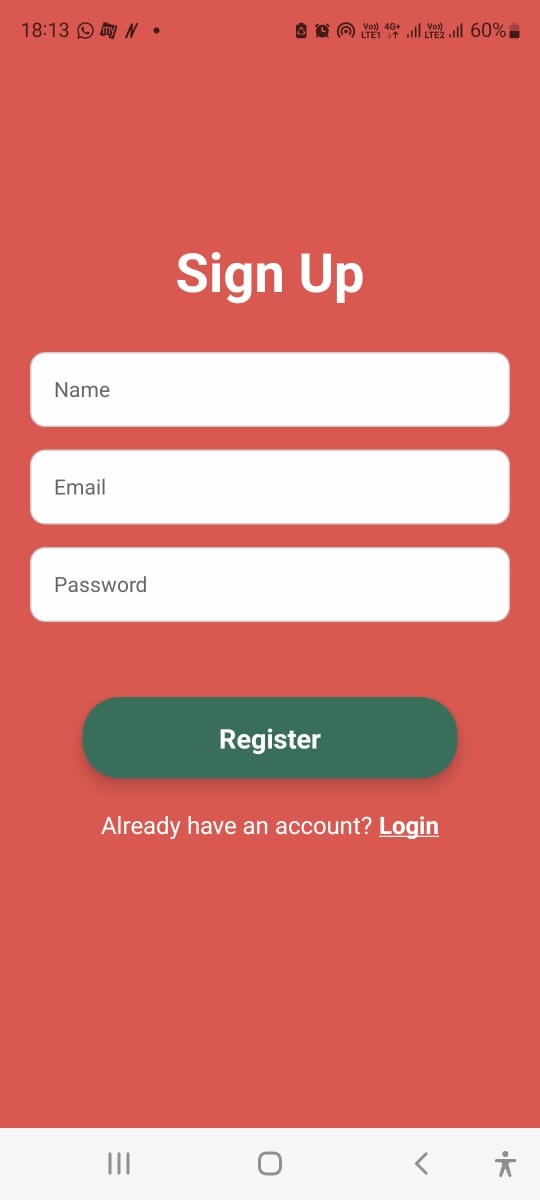 18:13
Vo)) LTE1 4G+ Vo)) LTE2 60%
Sign Up
Name
Email
Password
Register
Already have an account? Login